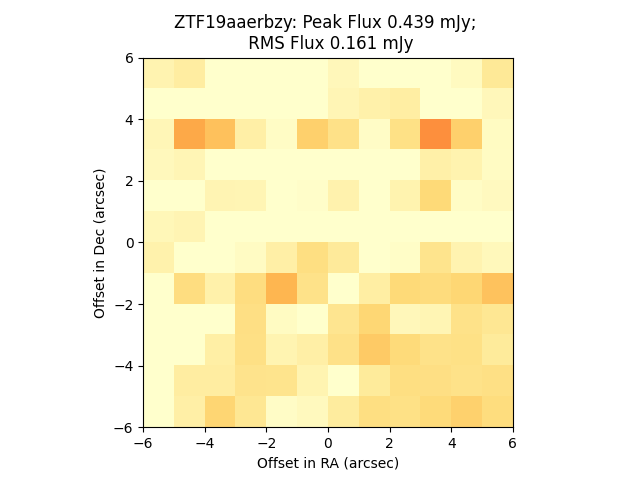 ZTF19aaerbzy: Peak Flux 0.439 mJy;
RMS Flux 0.161 mJy
6
4
2
0
−2
−4
−6
Offset in Dec (arcsec)
−6 −4 −2 0 2 4 6
Offset in RA (arcsec)